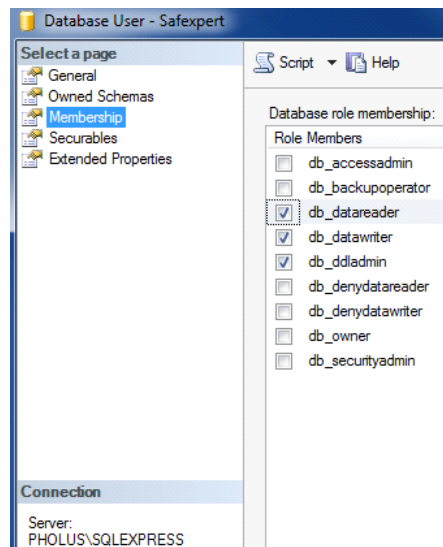 Database User - Safexpert
Select a page
General
Owned Schemas
Membership
Securables
Extended Properties
Script
Help
Database role membership:
Role Members
db_accessadmin
db_backupoperator
db_datareader
db_datawriter
db_ddladmin
db_denydatareader
db_denydatawriter
db_owner
db_securityadmin
Connection
Server:
PHOLUS\SQLEXPRESS